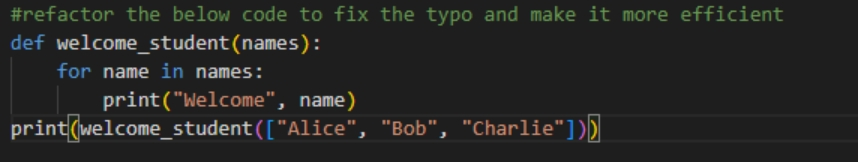 #refactor the below code to fix the typo and make it more efficient
def welcome_student(names):
    for name in names:
        print("Welcome", name)
print(welcome_student(["Alice", "Bob", "Charlie"]))